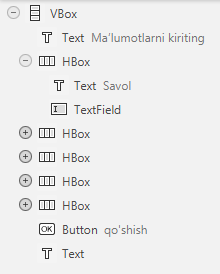 VBox
Text Ma'lumotlarni kiriting
HBox
Text Savol
TextField
HBox
HBox
HBox
HBox
OK Button qo'shish
Text